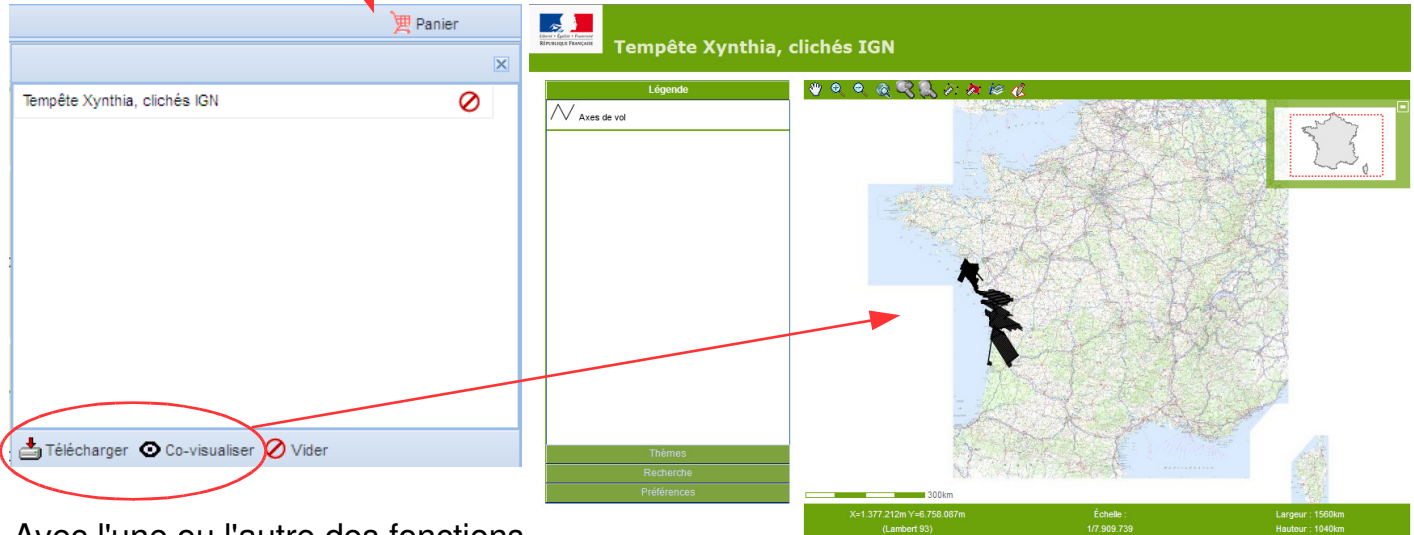 Panier
Tempête Xynthia, clichés IGN
Télécharger Co-visualiser Vider
Liberté • Égalité • Fraternité
RÉPUBLIQUE FRANÇAISE
Tempête Xynthia, clichés IGN
Légende
Axes de vol
Thèmes
Recherche
Préférences
300km
X=1.377.212m Y=6.758.087m
(Lambert 93)
Échelle :
1/7.909.739
Largeur : 1560km
Hauteur : 1040km
Avec l'une ou l'autre des fonctions